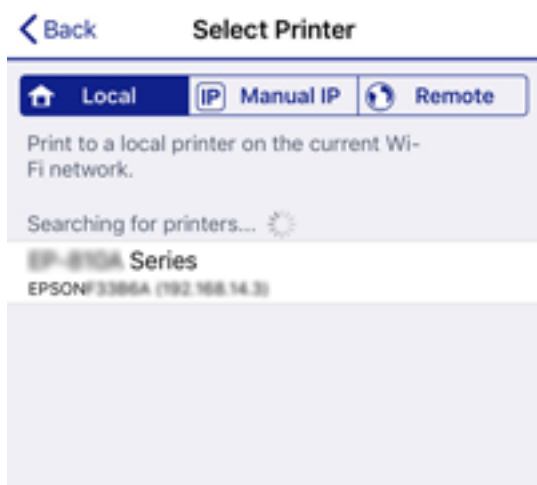 Back
Select Printer
Local
IP Manual IP
Remote
Print to a local printer on the current Wi-
Fi network.
Searching for printers...
Series
EPSON